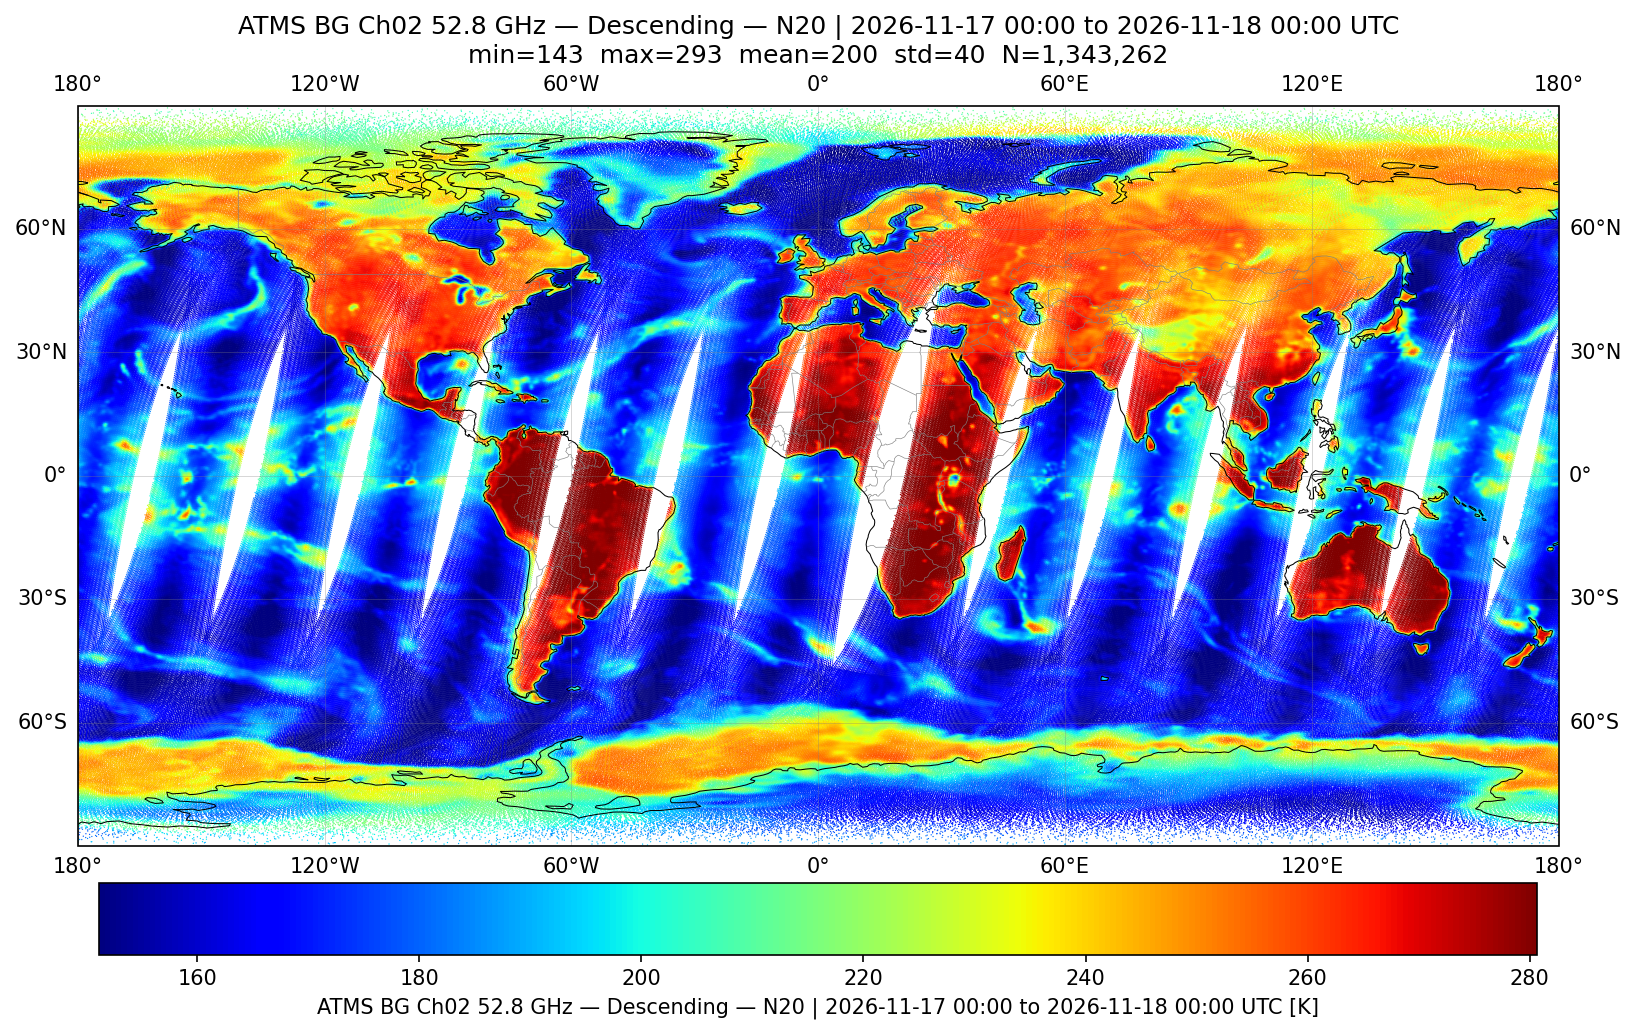 ATMS BG Ch02 52.8 GHz — Descending — N20 | 2026-11-17 00:00 to 2026-11-18 00:00 UTC
min=143 max=293 mean=200 std=40 N=1,343,262
180° 120°W 60°W 0° 60°E 120°E 180°
60°N 60°N
30°N 30°N
0° 0°
30°S 30°S
60°S 60°S
180° 120°W 60°W 0° 60°E 120°E 180°
160 180 200 220 240 260 280
ATMS BG Ch02 52.8 GHz — Descending — N20 | 2026-11-17 00:00 to 2026-11-18 00:00 UTC [K]